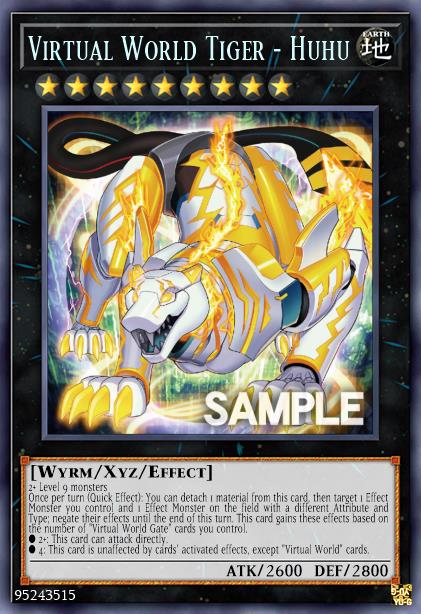 VIRTUAL WORLD TIGER - HUHU
EARTH
地
SAMPLE
[WYRM/XYZ/EFFECT]
2+ Level 9 monsters
Once per turn (Quick Effect): You can detach 1 material from this card, then target 1 Effect
Monster you control and 1 Effect Monster on the field with a different Attribute and
Type; negate their effects until the end of this turn. This card gains these effects based on
the number of "Virtual World Gate" cards you control.
● 2+: This card can attack directly.
● 4: This card is unaffected by cards' activated effects, except "Virtual World" cards.
ATK/2600 DEF/2800
95243515